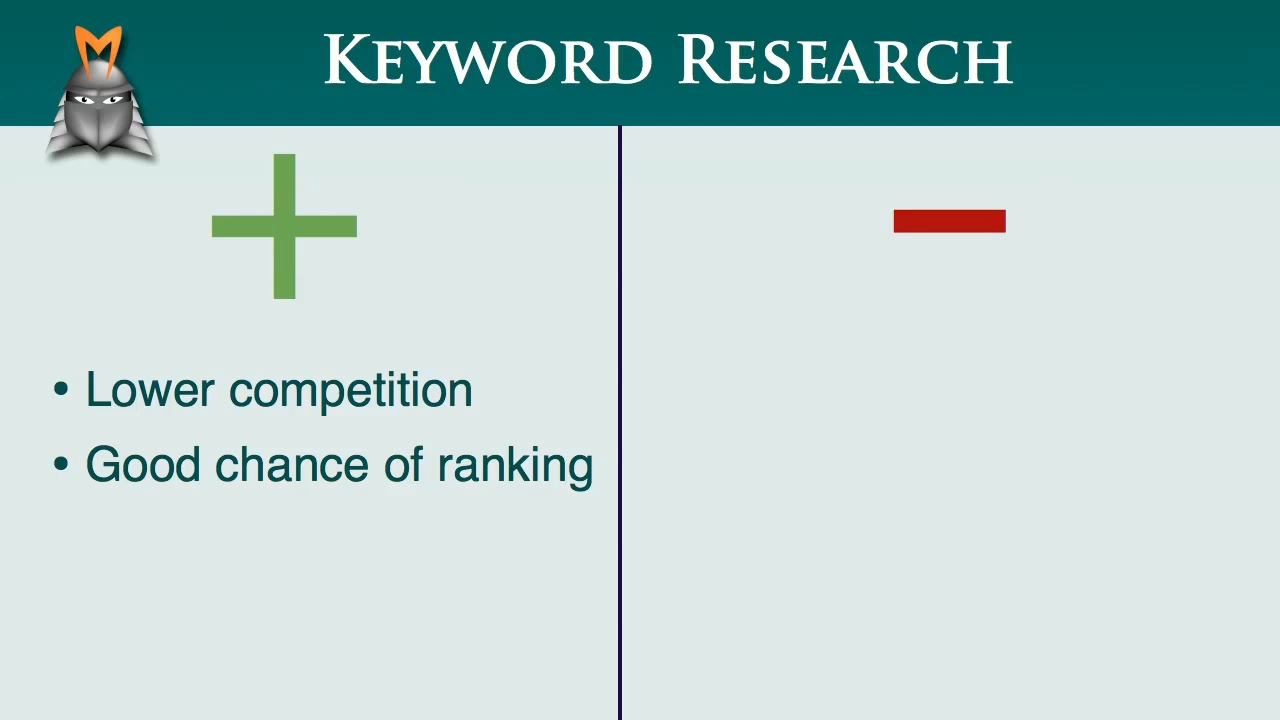 KEYWORD RESEARCH
• Lower competition
• Good chance of ranking